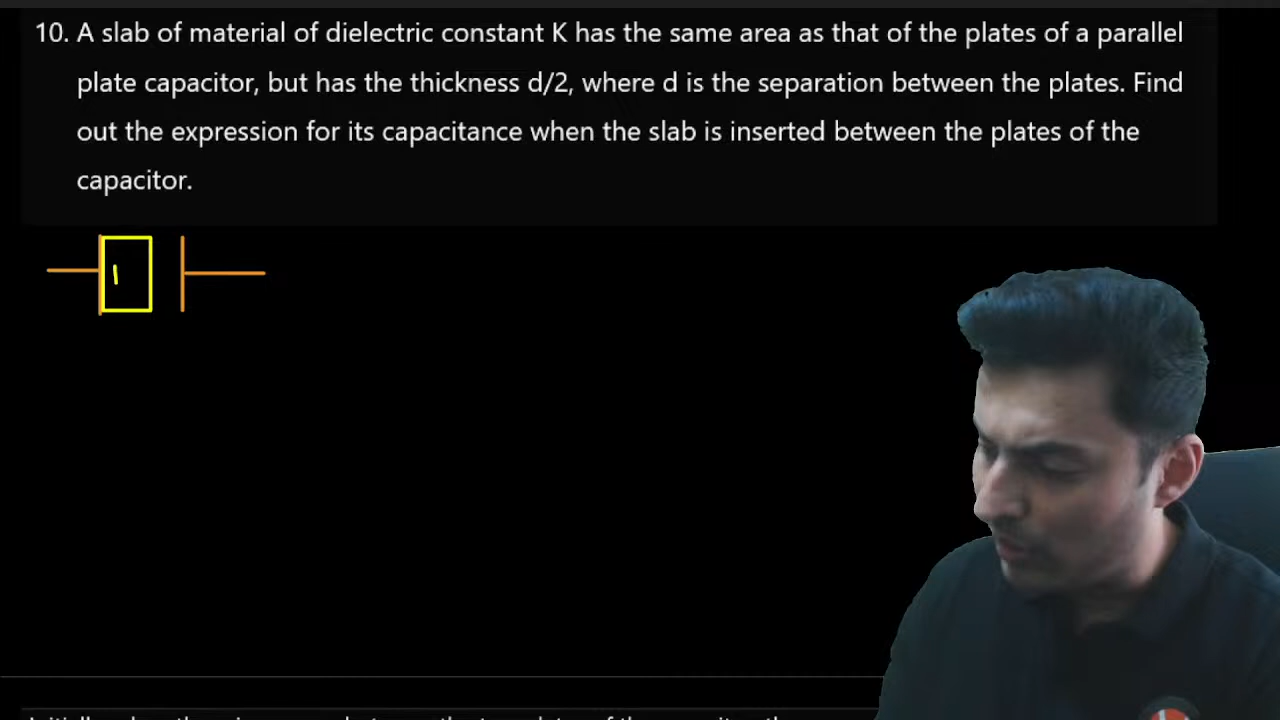 10. A slab of material of dielectric constant K has the same area as that of the plates of a parallel
plate capacitor, but has the thickness d/2, where d is the separation between the plates. Find
out the expression for its capacitance when the slab is inserted between the plates of the
capacitor.